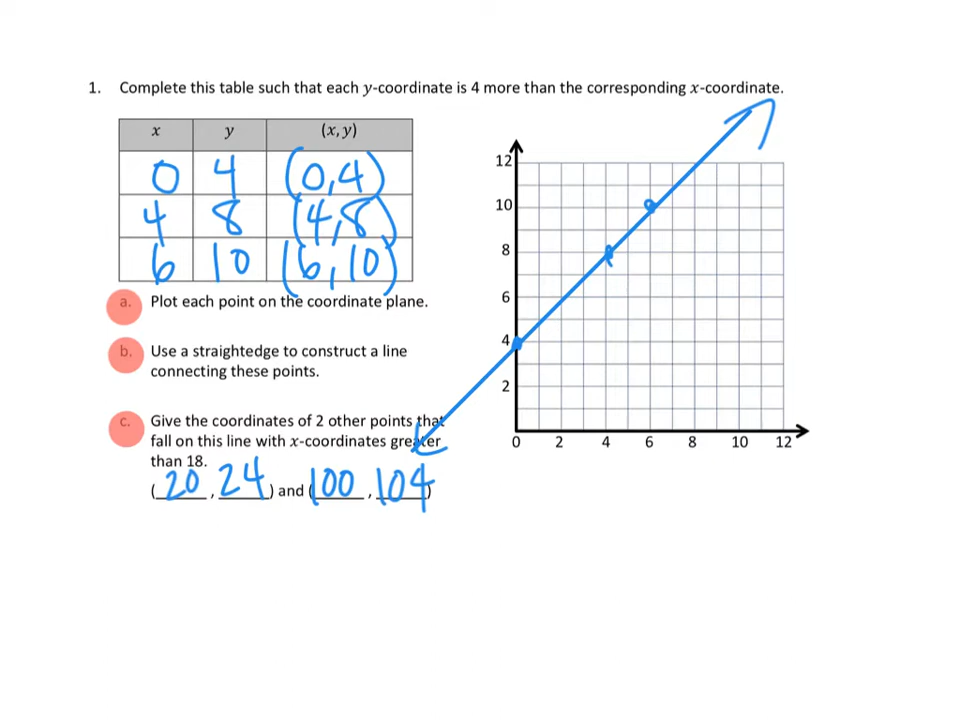 1. Complete this table such that each y-coordinate is 4 more than the corresponding x-coordinate.
x y (x, y)
0 4 (0,4)
4 8 (4,8)
6 10 (6,10)
a. Plot each point on the coordinate plane.
b. Use a straightedge to construct a line
connecting these points.
c. Give the coordinates of 2 other points that
fall on this line with x-coordinates greater
than 18.
(20, 24) and (100, 104)
12
10
8
6
4
2
0 2 4 6 8 10 12